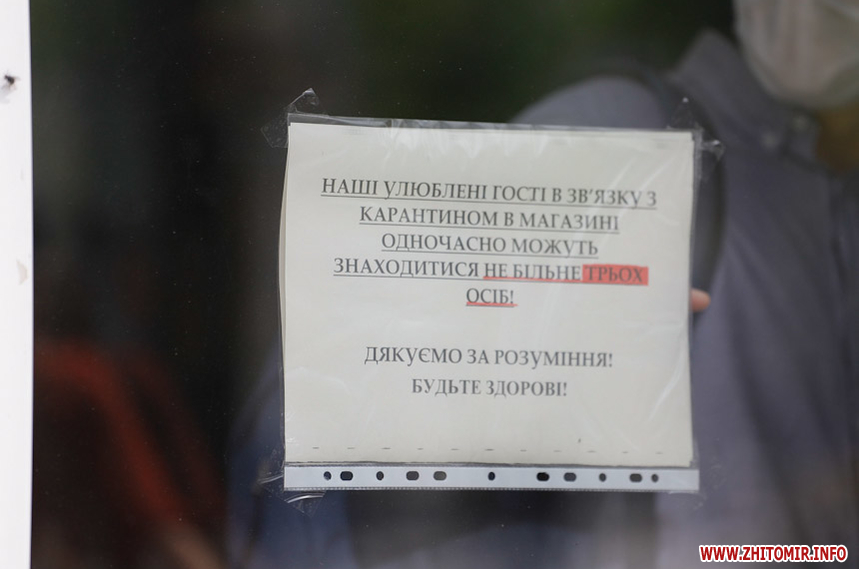 НАШІ УЛЮБЛЕНІ ГОСТІ В ЗВ'ЯЗКУ З
КАРАНТИНОМ В МАГАЗИНІ
ОДНОЧАСНО МОЖУТЬ
ЗНАХОДИТИСЯ НЕ БІЛЬНЕ ТРЬОХ
ОСІБ!
ДЯКУЄМО ЗА РОЗУМІННЯ!
БУДЬТЕ ЗДОРОВІ!
WWW.ZHITOMIR.INFO